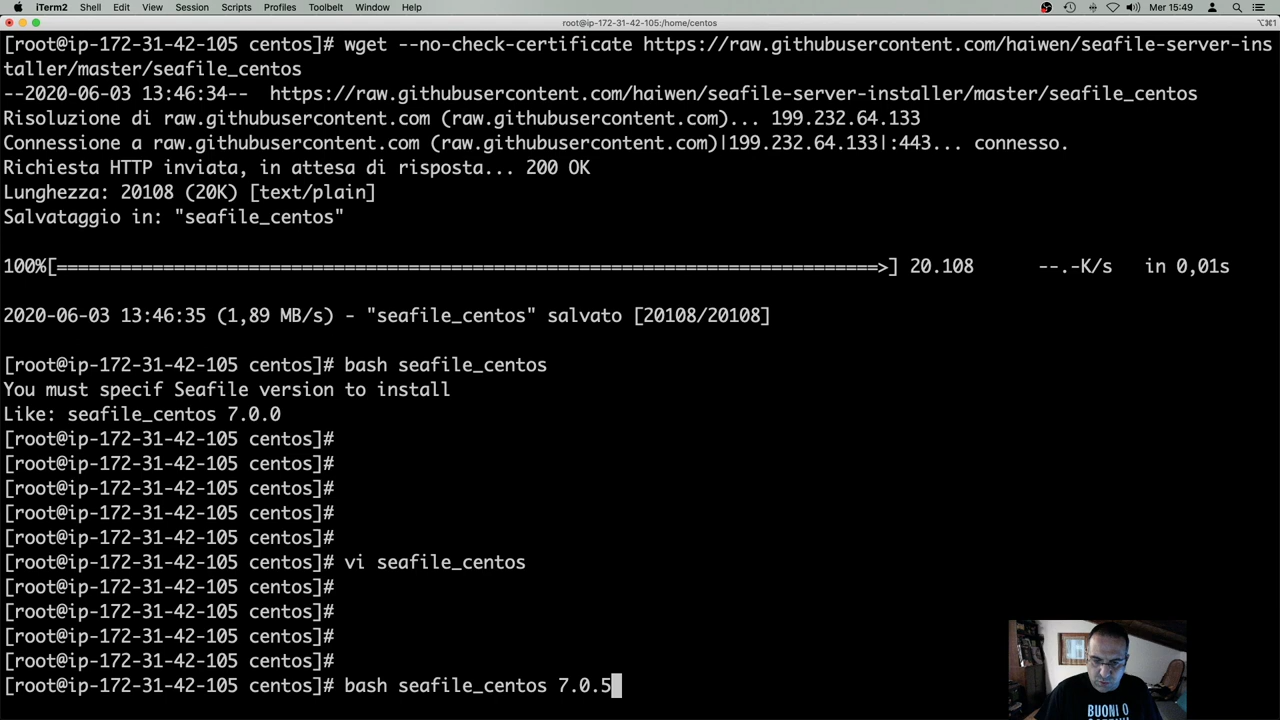 iTerm2 Shell Edit View Session Scripts Profiles Toolbelt Window Help Mer 15:49
root@ip-172-31-42-105:/home/centos ⌥⌘1
[root@ip-172-31-42-105 centos]# wget --no-check-certificate https://raw.githubusercontent.com/haiwen/seafile-server-ins
taller/master/seafile_centos
--2020-06-03 13:46:34--  https://raw.githubusercontent.com/haiwen/seafile-server-installer/master/seafile_centos
Risoluzione di raw.githubusercontent.com (raw.githubusercontent.com)... 199.232.64.133
Connessione a raw.githubusercontent.com (raw.githubusercontent.com)|199.232.64.133|:443... connesso.
Richiesta HTTP inviata, in attesa di risposta... 200 OK
Lunghezza: 20108 (20K) [text/plain]
Salvataggio in: "seafile_centos"
100%[=============================================================================>] 20.108      --.-K/s   in 0,01s
2020-06-03 13:46:35 (1,89 MB/s) - "seafile_centos" salvato [20108/20108]
[root@ip-172-31-42-105 centos]# bash seafile_centos
You must specif Seafile version to install
Like: seafile_centos 7.0.0
[root@ip-172-31-42-105 centos]#
[root@ip-172-31-42-105 centos]#
[root@ip-172-31-42-105 centos]#
[root@ip-172-31-42-105 centos]#
[root@ip-172-31-42-105 centos]#
[root@ip-172-31-42-105 centos]# vi seafile_centos
[root@ip-172-31-42-105 centos]#
[root@ip-172-31-42-105 centos]#
[root@ip-172-31-42-105 centos]#
[root@ip-172-31-42-105 centos]#
[root@ip-172-31-42-105 centos]# bash seafile_centos 7.0.5
BUONI O